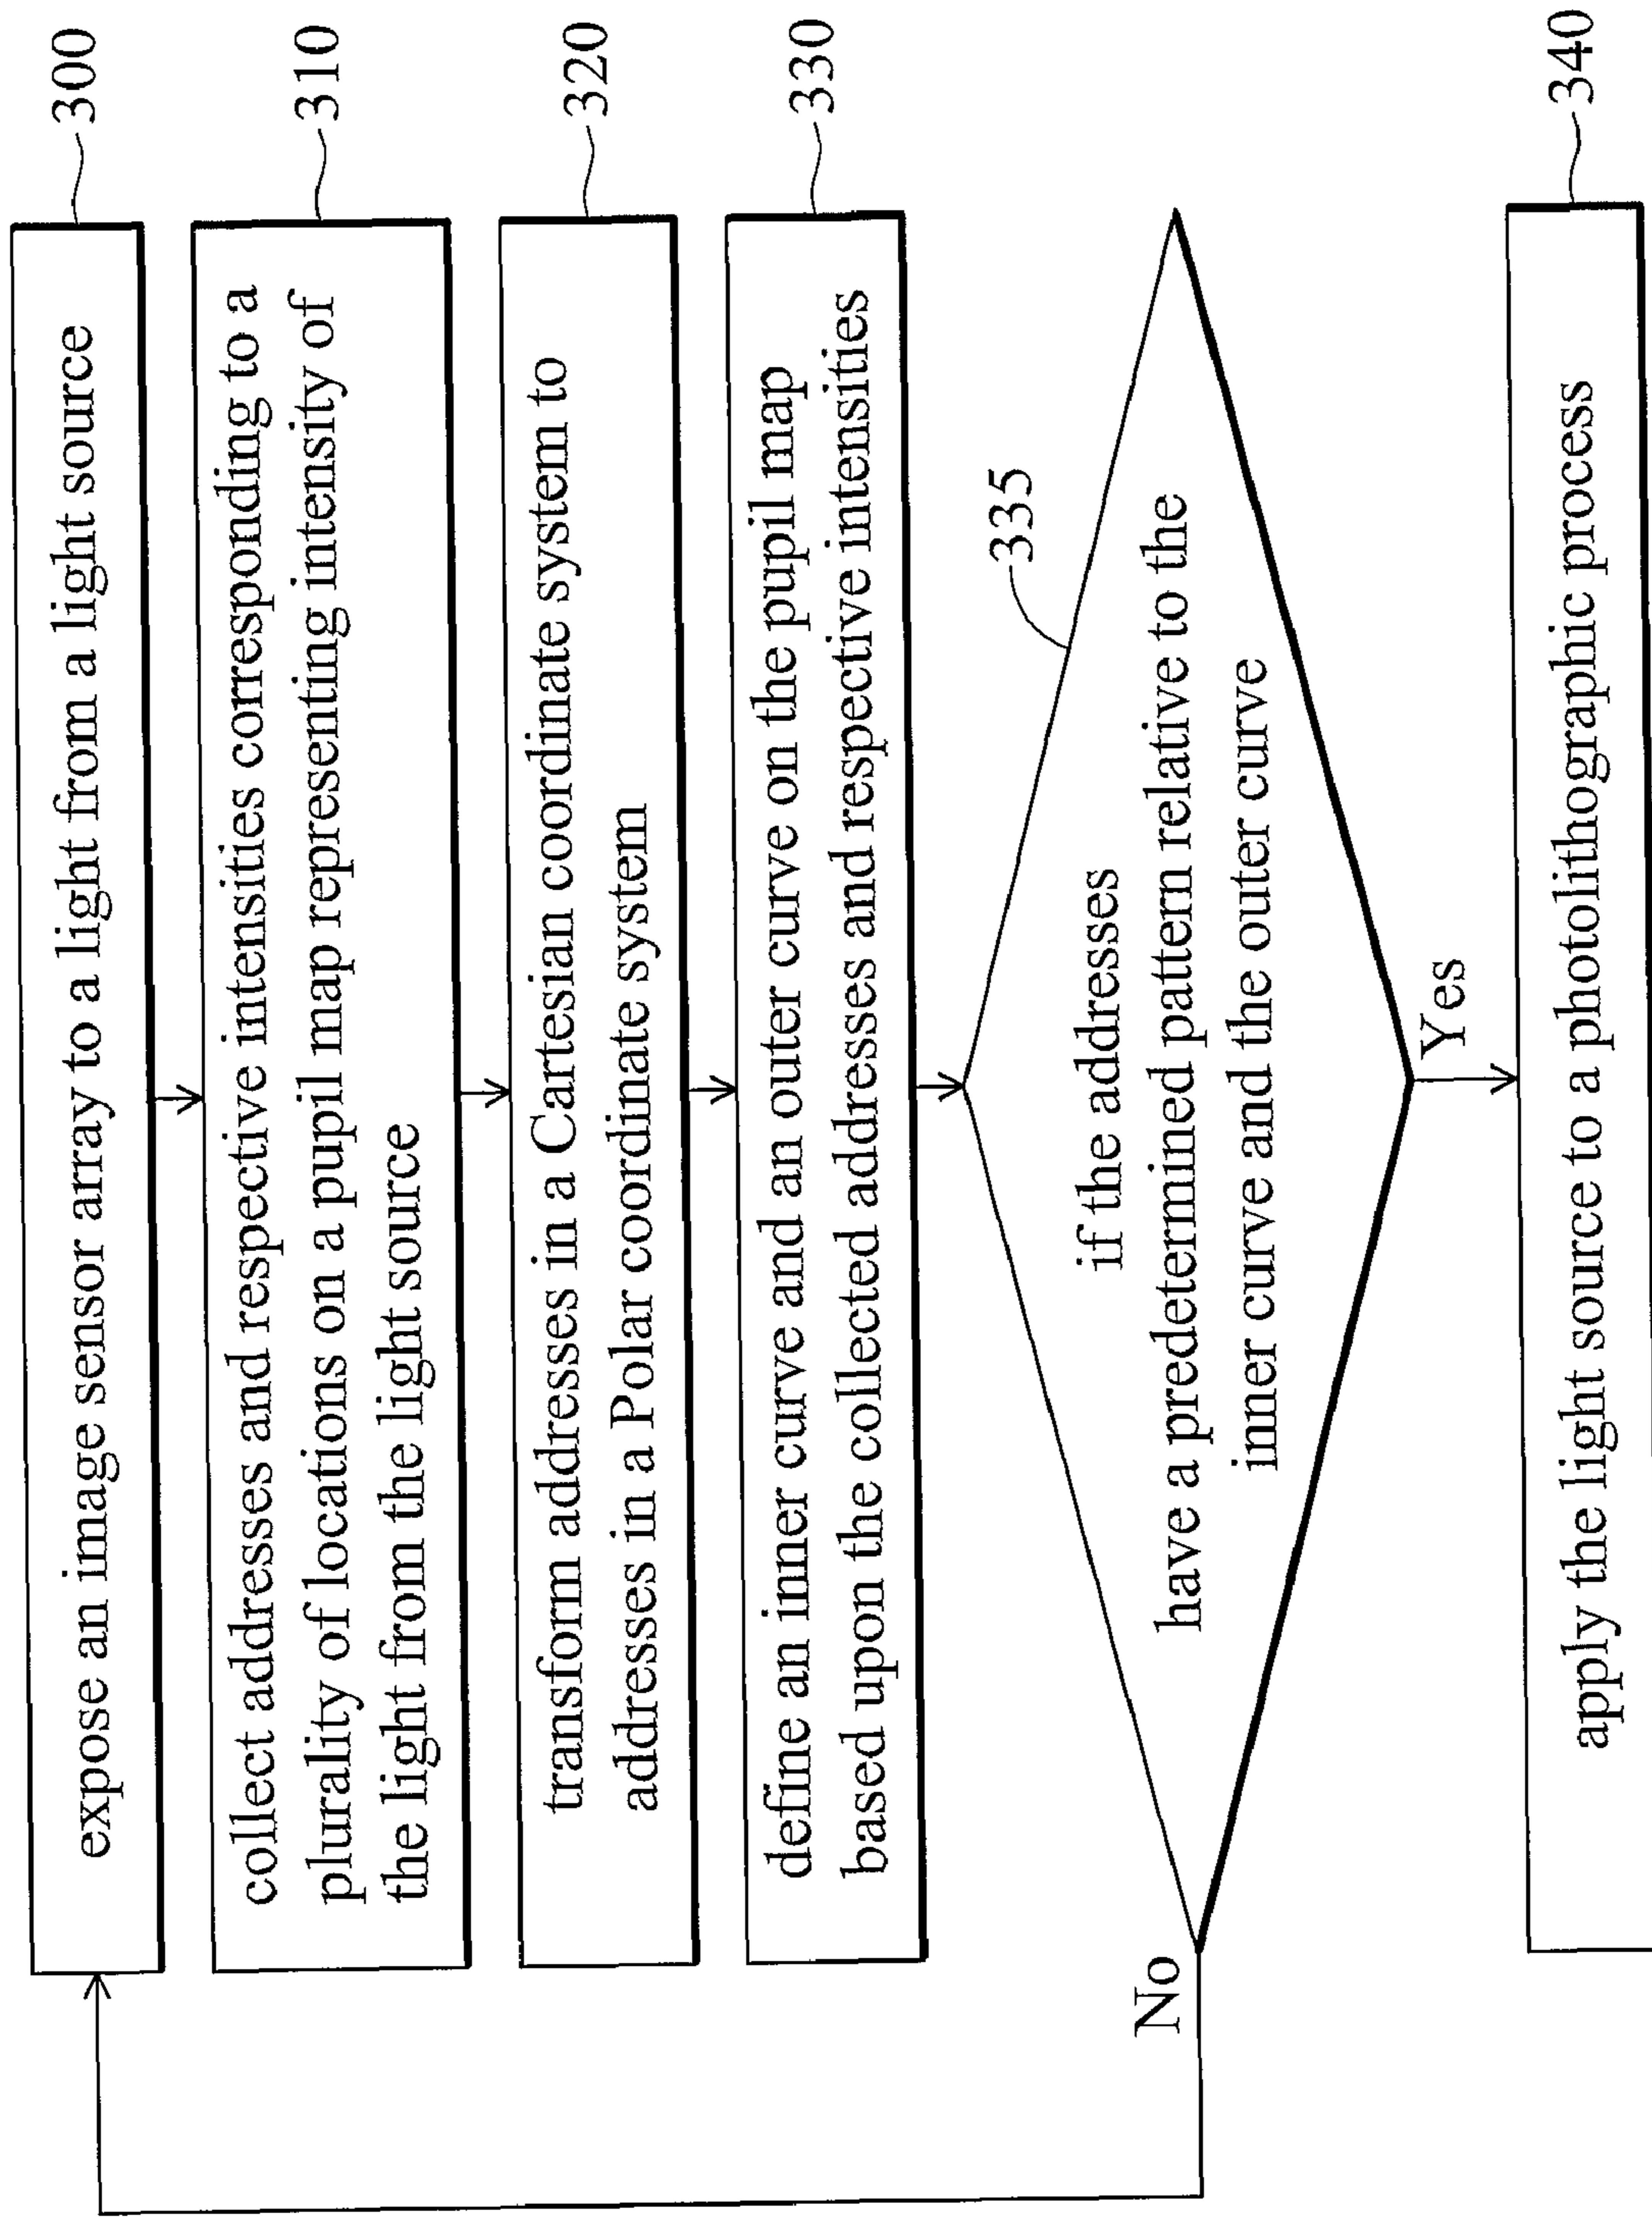 expose an image sensor array to a light from a light source
300
collect addresses and respective intensities corresponding to a
plurality of locations on a pupil map representing intensity of
the light from the light source
310
transform addresses in a Cartesian coordinate system to
addresses in a Polar coordinate system
320
define an inner curve and an outer curve on the pupil map
based upon the collected addresses and respective intensities
330
335
if the addresses
have a predetermined pattern relative to the
inner curve and the outer curve
No
Yes
apply the light source to a photolithographic process
340